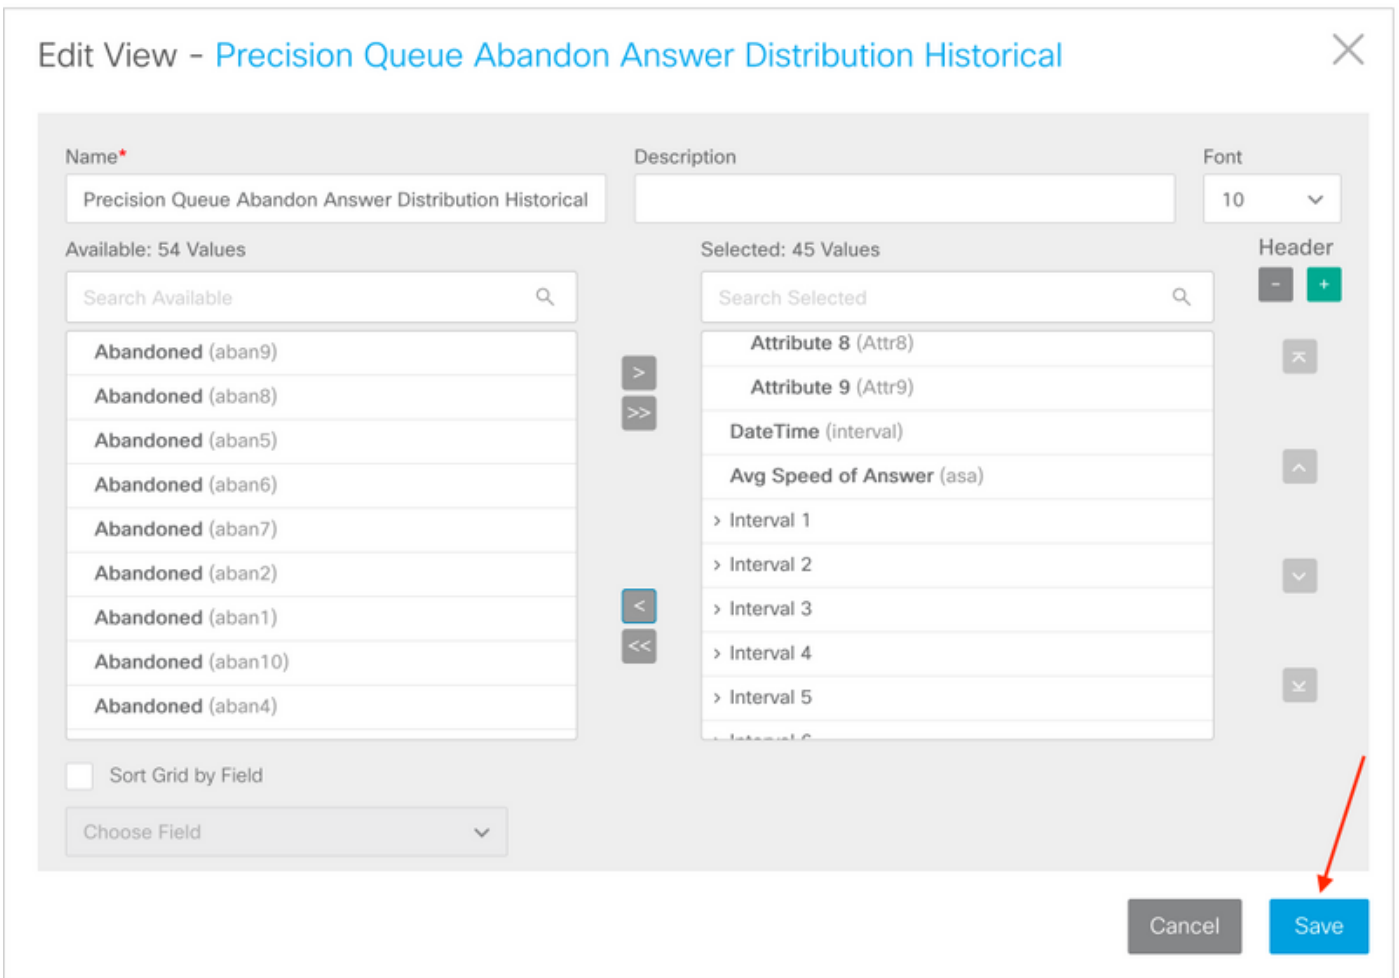 Edit View - Precision Queue Abandon Answer Distribution Historical
Name*
Description
Font
Precision Queue Abandon Answer Distribution Historical
10
Available: 54 Values
Selected: 45 Values
Header
Search Available
Search Selected
-
+
Abandoned (aban9)
Abandoned (aban8)
Abandoned (aban5)
Abandoned (aban6)
Abandoned (aban7)
Abandoned (aban2)
Abandoned (aban1)
Abandoned (aban10)
Abandoned (aban4)
>
>>
<
<<
Attribute 8 (Attr8)
Attribute 9 (Attr9)
DateTime (interval)
Avg Speed of Answer (asa)
> Interval 1
> Interval 2
> Interval 3
> Interval 4
> Interval 5
Sort Grid by Field
Choose Field
Cancel
Save